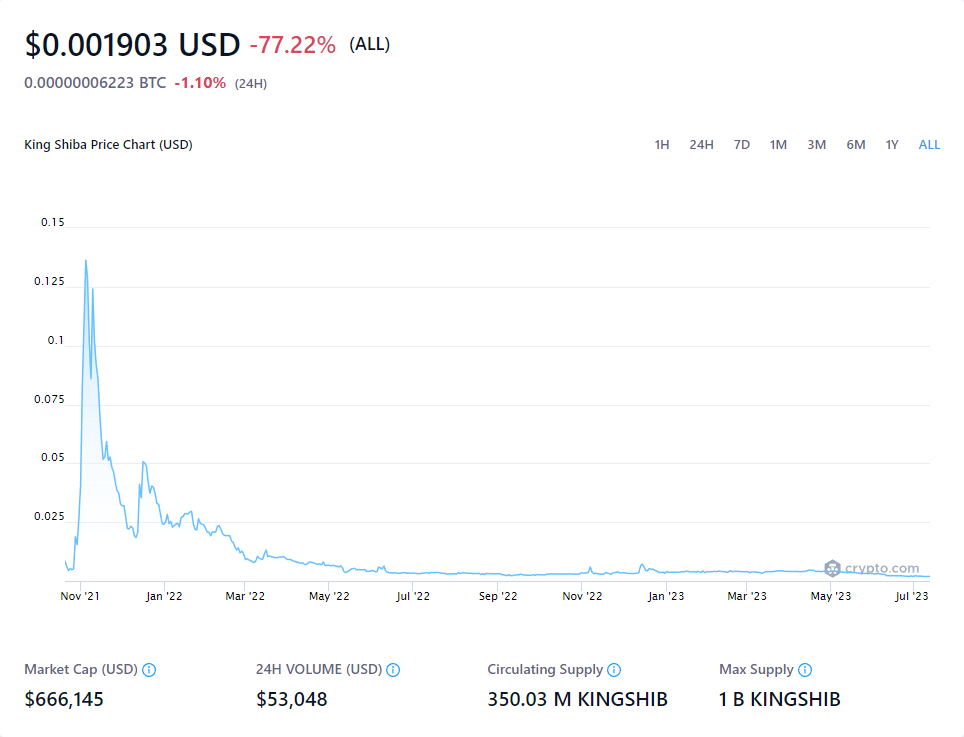 $0.001903 USD -77.22% (ALL)
0.00000006223 BTC -1.10% (24H)
King Shiba Price Chart (USD)
1H 24H 7D 1M 3M 6M 1Y ALL
0.15
0.125
0.1
0.075
0.05
0.025
crypto.com
Nov '21 Jan '22 Mar '22 May '22 Jul '22 Sep '22 Nov '22 Jan '23 Mar '23 May '23 Jul '23
Market Cap (USD) 24H VOLUME (USD) Circulating Supply Max Supply
$666,145 $53,048 350.03 M KINGSHIB 1 B KINGSHIB